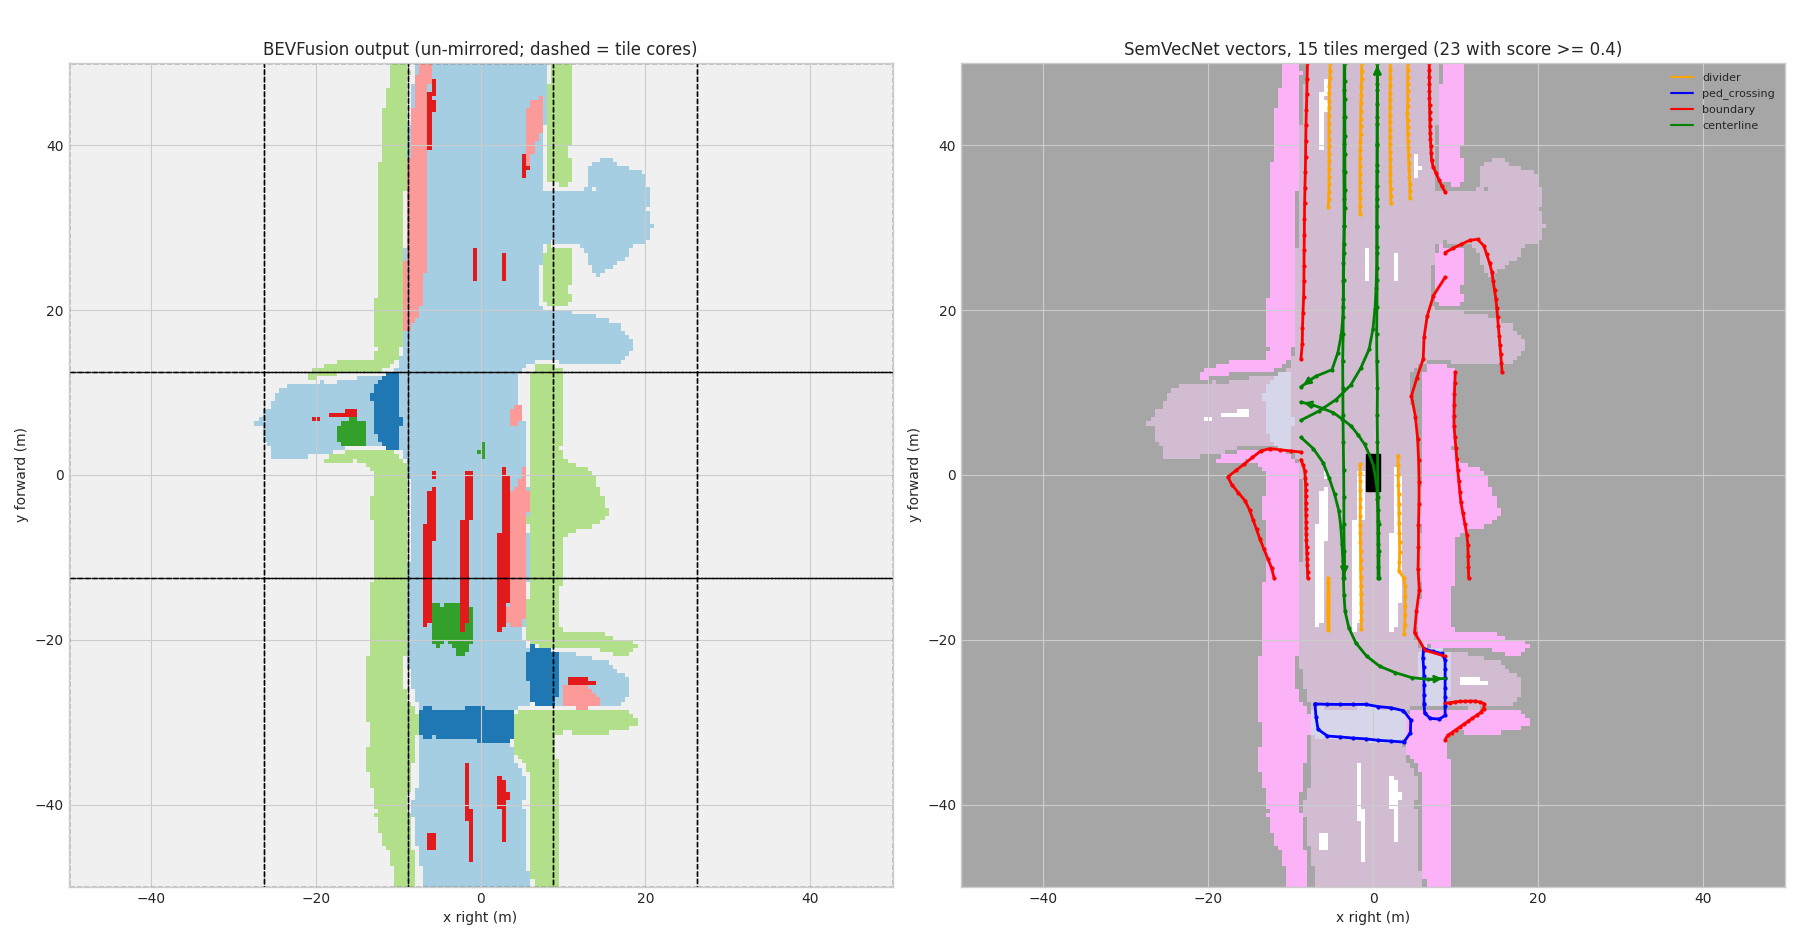 BEVFusion output (un-mirrored; dashed = tile cores)
40
20
0
−20
−40
y forward (m)
−40
−20
0
20
40
x right (m)
SemVecNet vectors, 15 tiles merged (23 with score >= 0.4)
divider
ped_crossing
boundary
centerline
40
20
0
−20
−40
y forward (m)
−40
−20
0
20
40
x right (m)